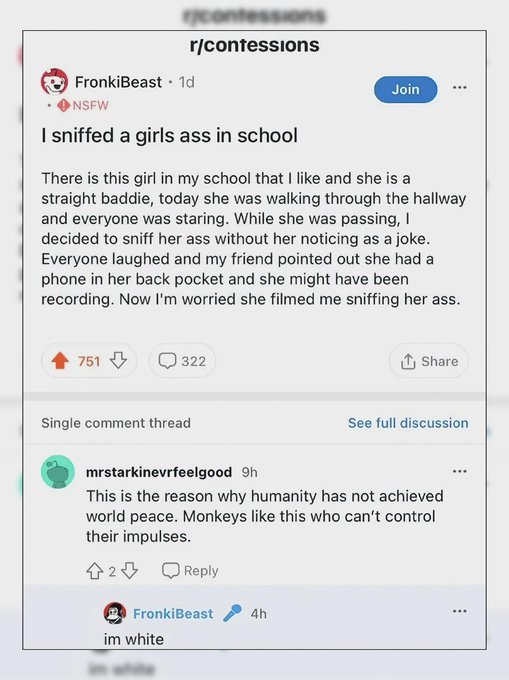 r/confessions
r/confessions
FronkiBeast • 1d
Join
• NSFW
I sniffed a girls ass in school
There is this girl in my school that I like and she is a
straight baddie, today she was walking through the hallway
and everyone was staring. While she was passing, I
decided to sniff her ass without her noticing as a joke.
Everyone laughed and my friend pointed out she had a
phone in her back pocket and she might have been
recording. Now I'm worried she filmed me sniffing her ass.
751
322
Share
Single comment thread
See full discussion
mrstarkinevrfeelgood 9h
This is the reason why humanity has not achieved
world peace. Monkeys like this who can’t control
their impulses.
2
Reply
FronkiBeast 4h
im white
im white